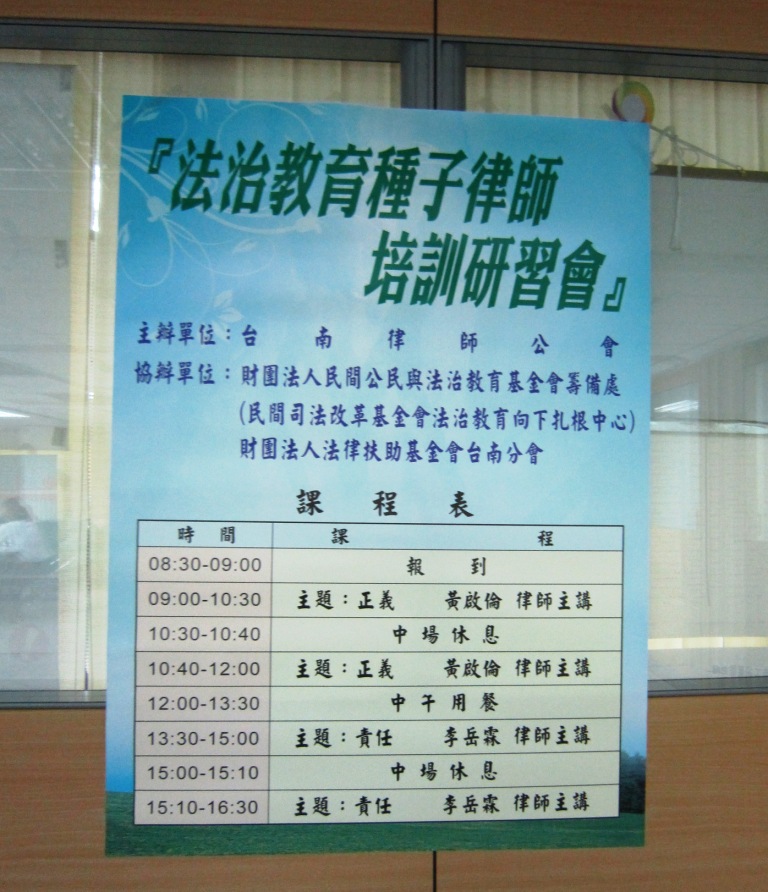 『法治教育種子律師
培訓研習會』
主辦單位：台南律師公會
協辦單位：財團法人民間公民與法治教育基金會籌備處
(民間司法改革基金會法治教育向下扎根中心)
財團法人法律扶助基金會台南分會
課程表
時間 課程
08:30-09:00 報到
09:00-10:30 主題：正義 黃啟倫 律師主講
10:30-10:40 中場休息
10:40-12:00 主題：正義 黃啟倫 律師主講
12:00-13:30 中午用餐
13:30-15:00 主題：責任 李岳霖 律師主講
15:00-15:10 中場休息
15:10-16:30 主題：責任 李岳霖 律師主講